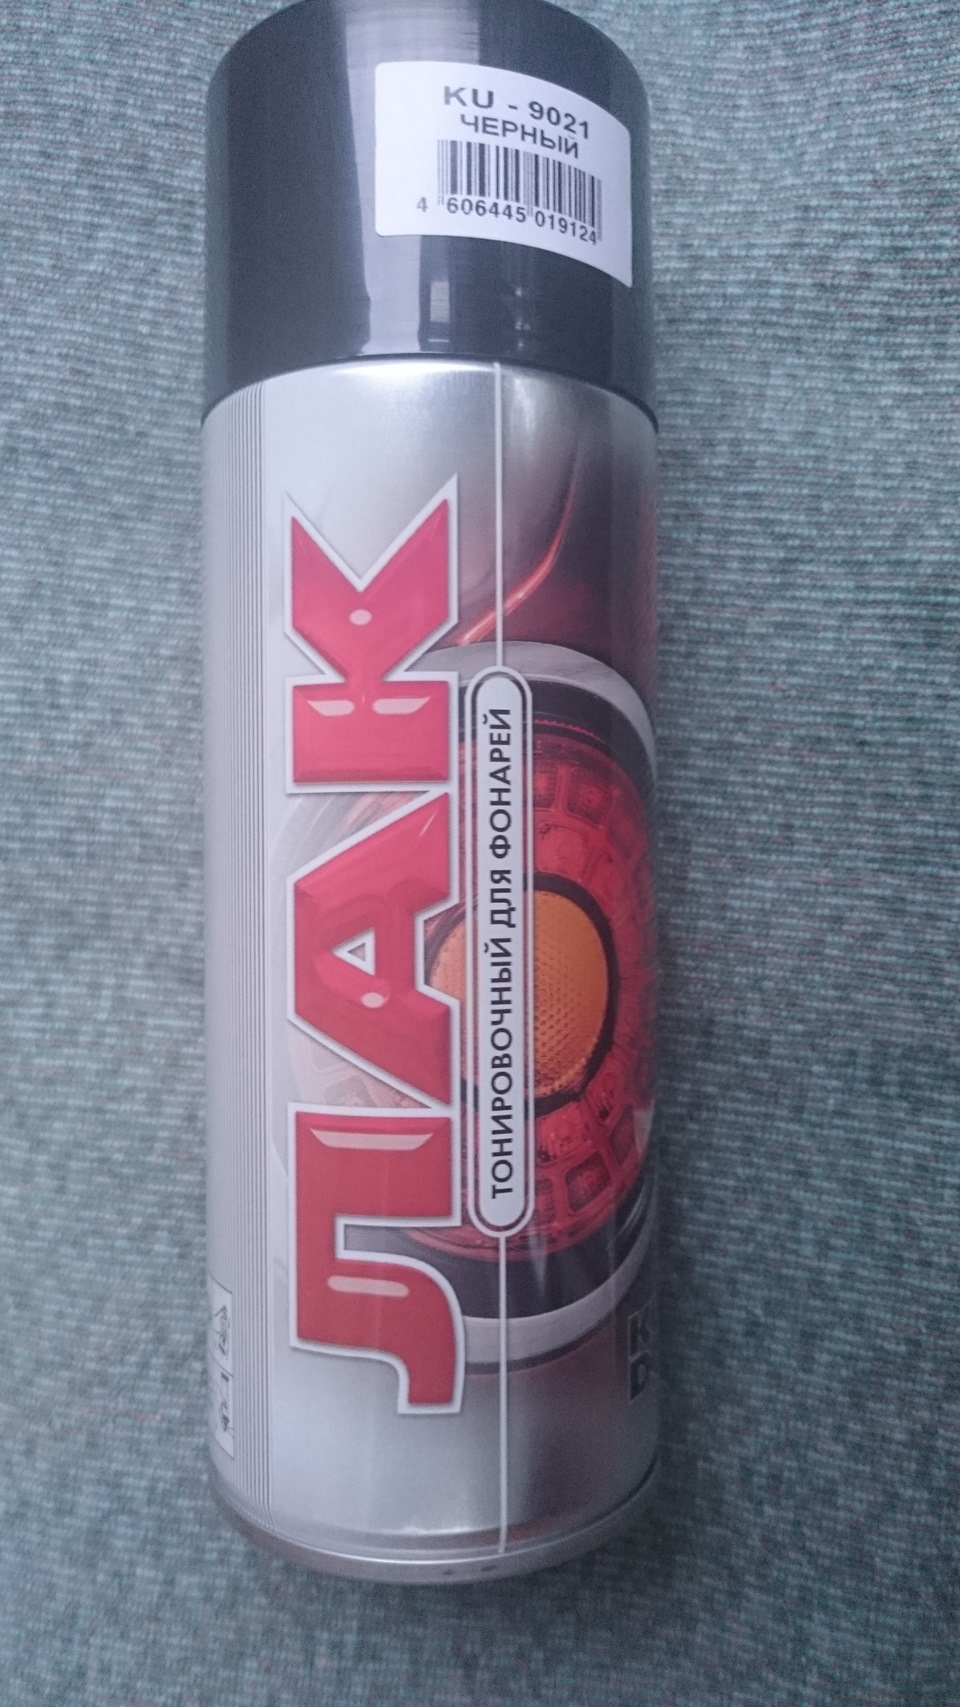 KU - 9021
ЧЕРНЫЙ
4 606445 019124
ЛАК
ТОНИРОВОЧНЫЙ ДЛЯ ФОНАРЕЙ